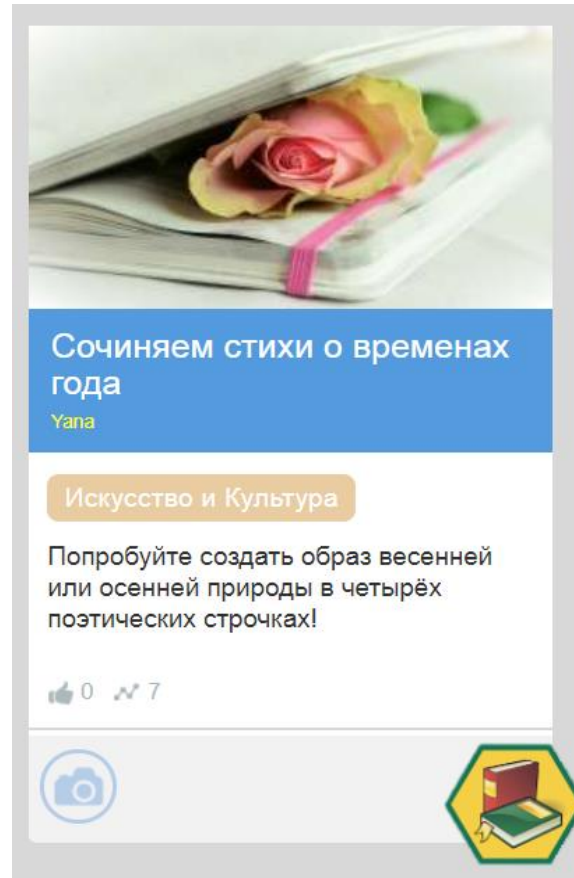 Сочиняем стихи о временах
года
Yana
Искусство и Культура
Попробуйте создать образ весенней
или осенней природы в четырёх
поэтических строчках!
0 7